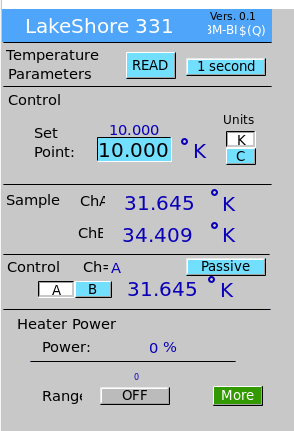 LakeShore 331
Vers. 0.1
3M-BI$(Q)
Temperature
Parameters
READ
1 second
Control
Units
Set
Point:
10.000
10.000
°K
K
C
Sample
ChA
31.645 °K
ChB
34.409 °K
Control
Ch=A
Passive
A
B
31.645 °K
Heater Power
Power:
0 %
0
Range
OFF
More